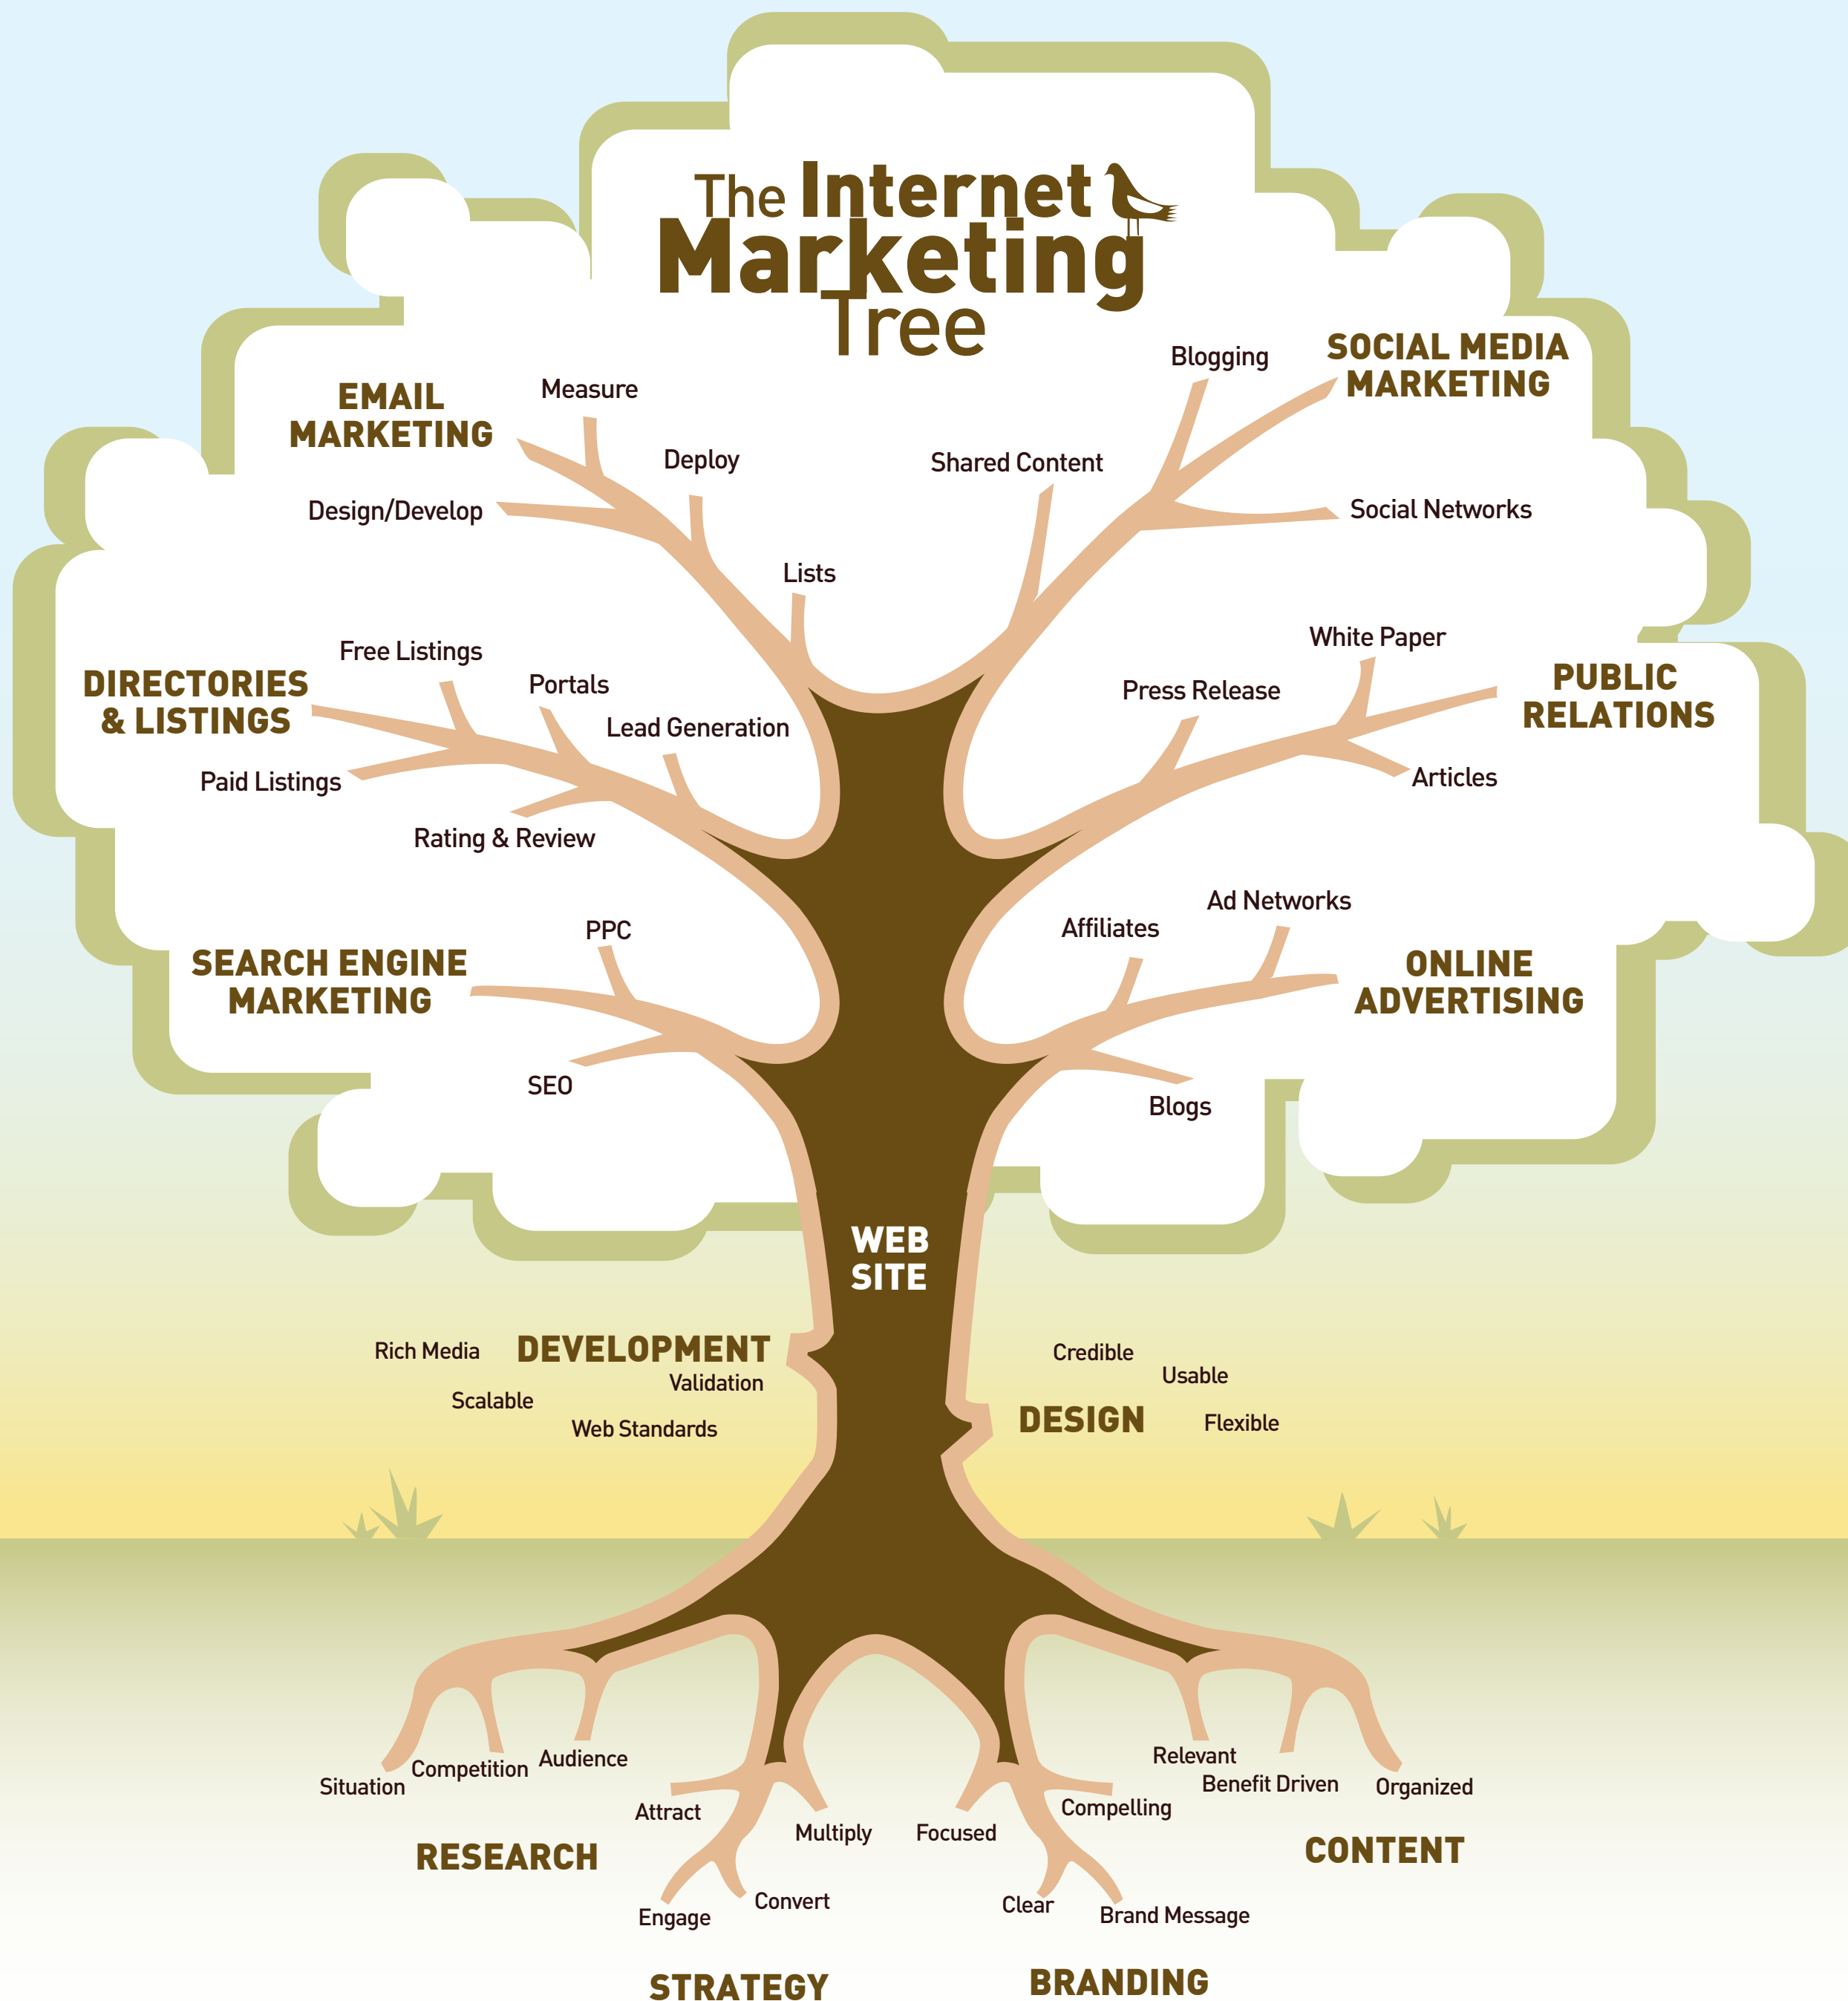 The Internet
Marketing
Tree
EMAIL
MARKETING
Measure
Deploy
Design/Develop
Lists
Blogging
SOCIAL MEDIA
MARKETING
Shared Content
Social Networks
Free Listings
DIRECTORIES
& LISTINGS
Portals
Lead Generation
Paid Listings
Rating & Review
White Paper
PUBLIC
RELATIONS
Press Release
Articles
PPC
SEARCH ENGINE
MARKETING
SEO
Ad Networks
Affiliates
ONLINE
ADVERTISING
Blogs
WEB
SITE
Rich Media
DEVELOPMENT
Validation
Scalable
Web Standards
Credible
Usable
DESIGN
Flexible
Situation
Competition
Audience
RESEARCH
Attract
Multiply
Engage
Convert
STRATEGY
Focused
Compelling
Clear
Brand Message
BRANDING
Relevant
Benefit Driven
Organized
CONTENT